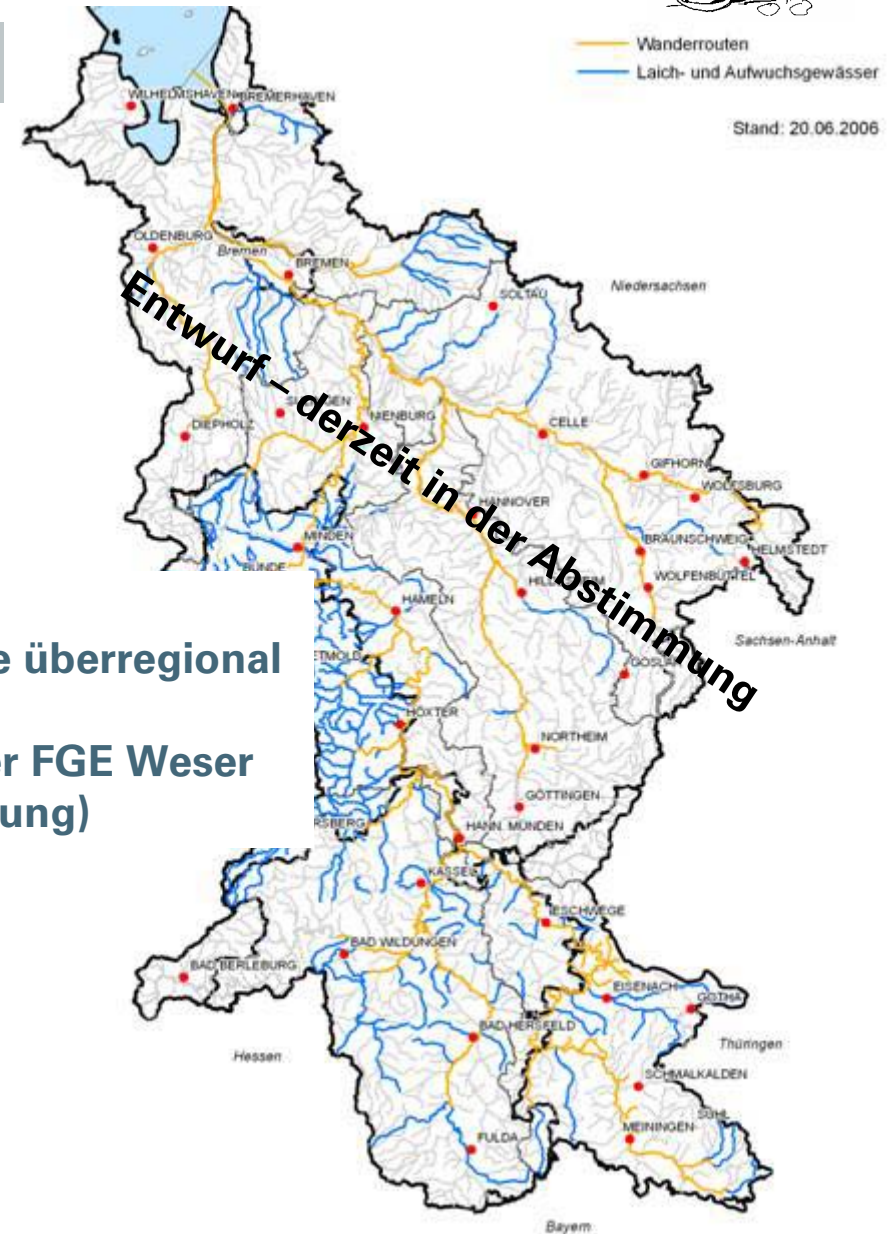 Wanderrouten
Laich- und Aufwuchsgewässer
Stand: 20.06.2006
WILHELMSHAVEN
BREMERHAVEN
OLDENBURG
Bremen
BREMEN
Niedersachsen
SOLTAU
Entwurf – derzeit in der Abstimmung
NIENBURG
DIEPHOLZ
CELLE
GIFHORN
WOLFSBURG
HANNOVER
MINDEN
BRAUNSCHWEIG
HELMSTEDT
BÜNDE
WOLFENBÜTTEL
HAMELN
Sachsen-Anhalt
e überregional
ETMOLD
HÖXTER
NORTHEIM
er FGE Weser
ung)
GÖTTINGEN
RSBERG
HANN. MÜNDEN
KASSEL
ESCHWEGE
BAD WILDUNGEN
BAD BERLEBURG
EISENACH
GOTHA
BAD HERSFELD
Thüringen
Hessen
SCHMALKALDEN
SUHL
MEININGEN
FULDA
Bayern